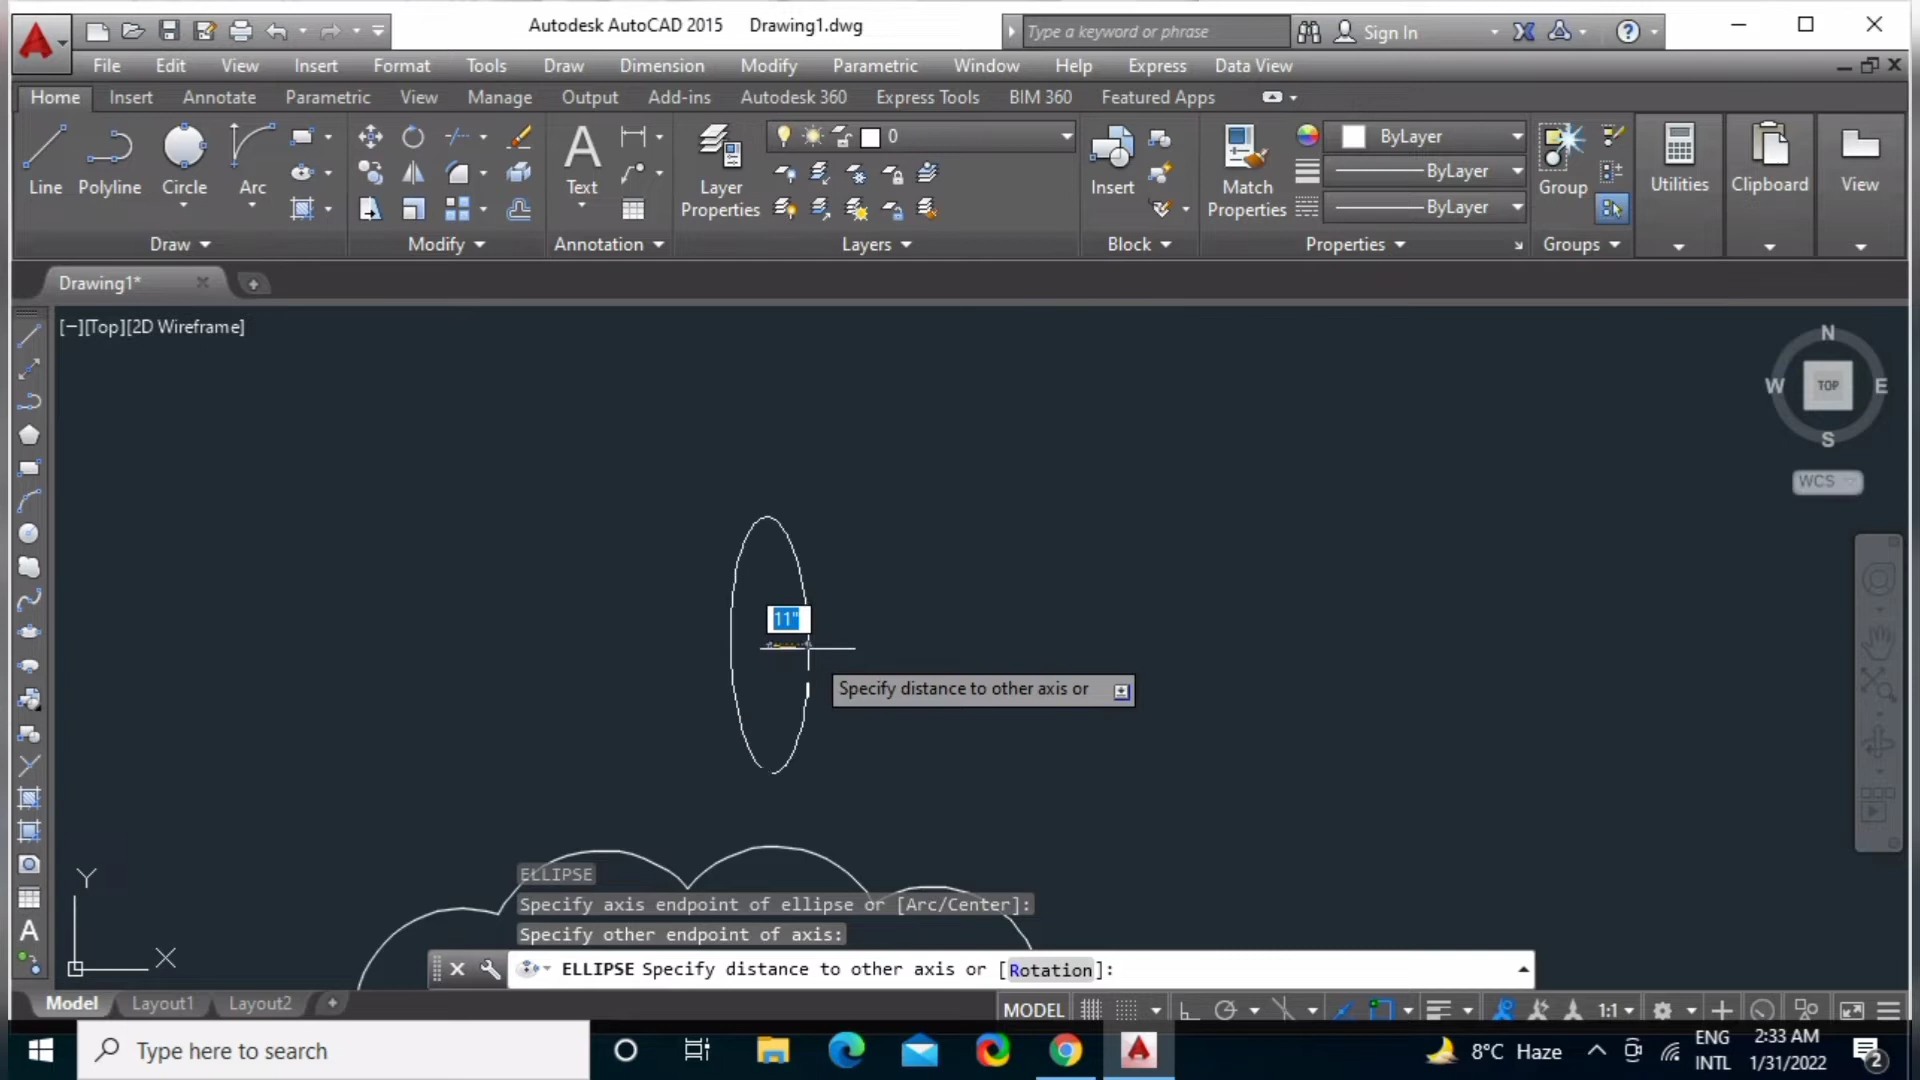 Autodesk AutoCAD 2015 Drawing1.dwg
Type a keyword or phrase
Sign In
File Edit View Insert Format Tools Draw Dimension Modify Parametric Window Help Express Data View
Home Insert Annotate Parametric View Manage Output Add-ins Autodesk 360 Express Tools BIM 360 Featured Apps
0
ByLayer
ByLayer
ByLayer
Line Polyline Circle Arc
Text
Layer Properties
Insert
Match Properties
Group
Utilities
Clipboard
View
Draw Modify Annotation Layers Block Properties Groups
Drawing1*
[−][Top][2D Wireframe]
N
W TOP E
S
WCS
11"
Specify distance to other axis or
Y
X
ELLIPSE
Specify axis endpoint of ellipse or [Arc/Center]:
Specify other endpoint of axis:
ELLIPSE Specify distance to other axis or [Rotation]:
A
Model Layout1 Layout2
MODEL
1:1
Type here to search
8°C Haze
ENG
INTL
2:33 AM
1/31/2022
2